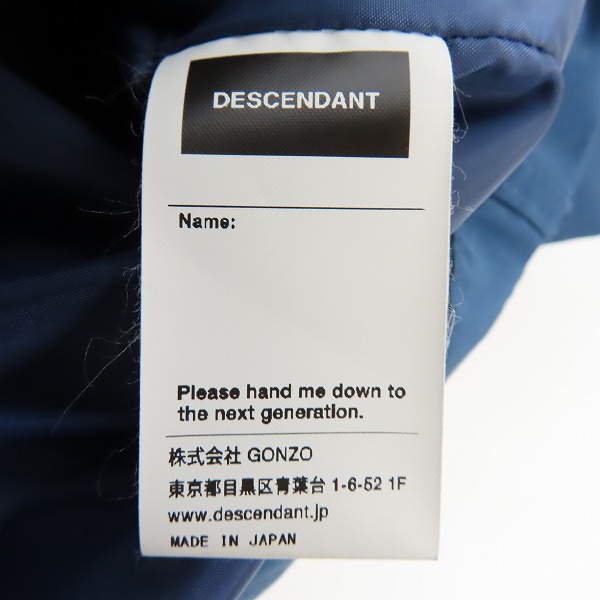 DESCENDANT
Name:
Please hand me down to
the next generation.
株式会社 GONZO
東京都目黒区青葉台 1-6-52 1F
www.descendant.jp
MADE IN JAPAN